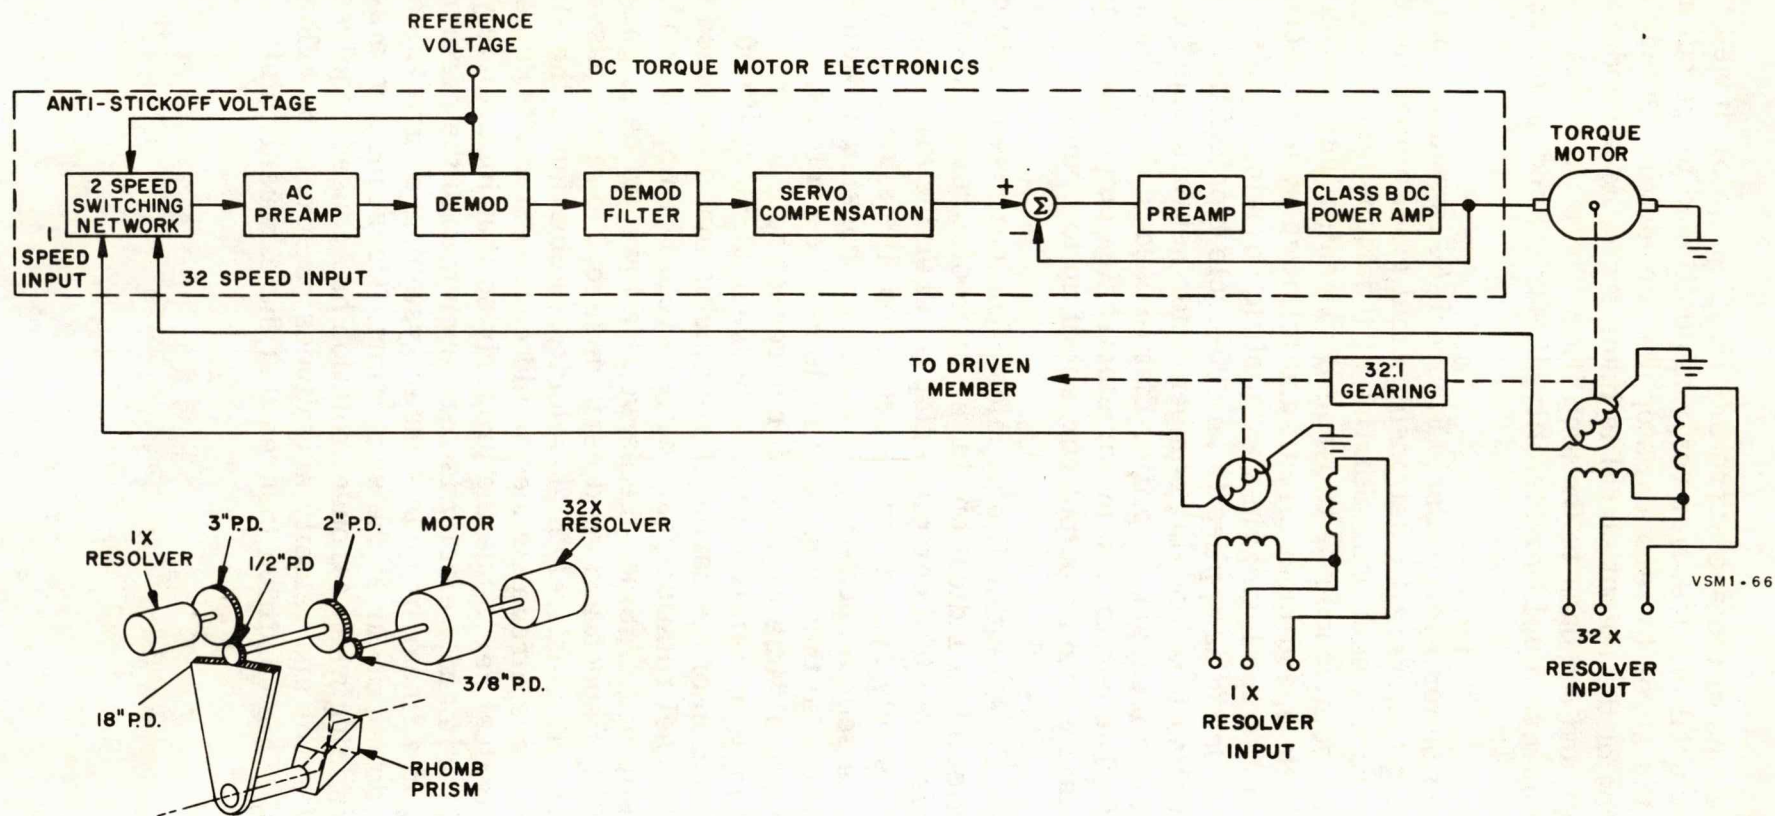 REFERENCE
VOLTAGE
DC TORQUE MOTOR ELECTRONICS
ANTI-STICKOFF VOLTAGE
TORQUE
MOTOR
2 SPEED
SWITCHING
NETWORK
AC
PREAMP
DEMOD
DEMOD
FILTER
SERVO
COMPENSATION
+
Σ
−
DC
PREAMP
CLASS B DC
POWER AMP
1
SPEED
INPUT
32 SPEED INPUT
TO DRIVEN
MEMBER
32:1
GEARING
1X
RESOLVER
3"P.D.
1/2"P.D
2"P.D.
MOTOR
32X
RESOLVER
3/8"P.D.
18"P.D.
RHOMB
PRISM
1 X
RESOLVER
INPUT
32 X
RESOLVER
INPUT
VSM1-66